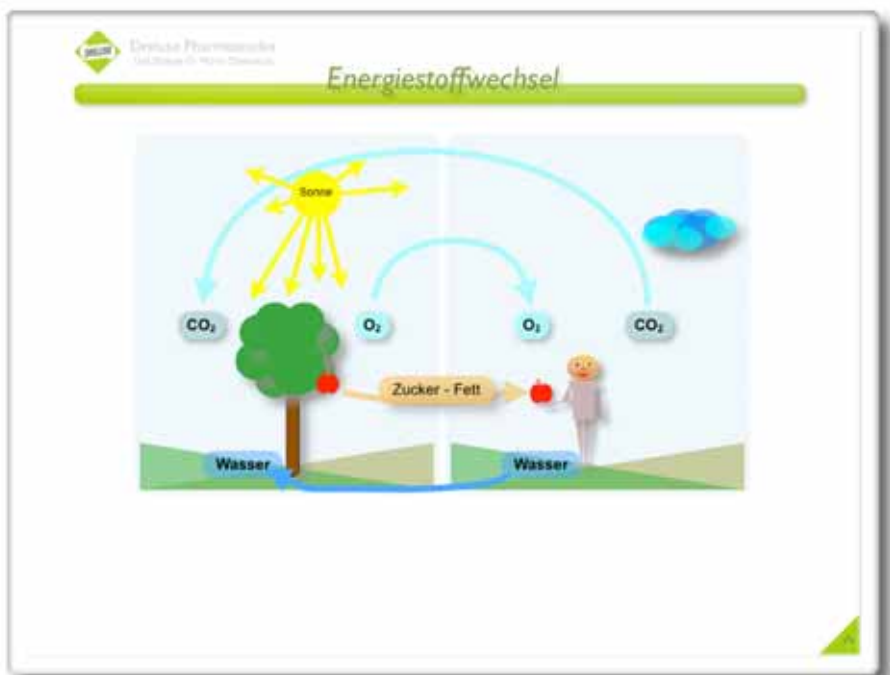 Energiestoffwechsel
Sonne
CO₂
O₂
O₂
CO₂
Zucker - Fett
Wasser
Wasser